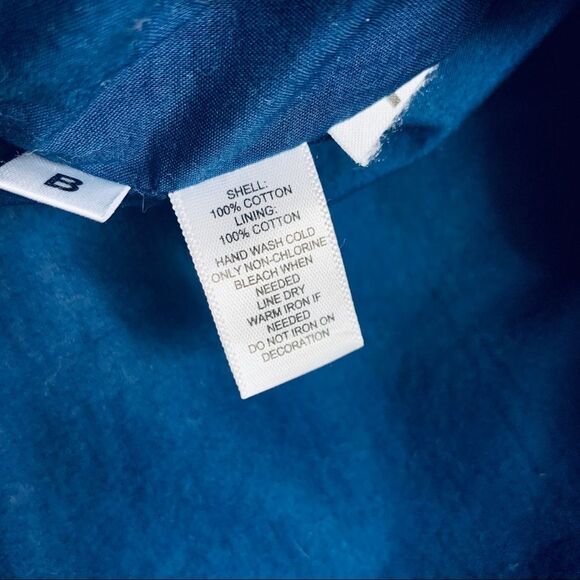 B
SHELL:
100% COTTON
LINING:
100% COTTON
HAND WASH COLD
ONLY NON-CHLORINE
BLEACH WHEN
NEEDED
LINE DRY
WARM IRON IF
NEEDED
DO NOT IRON ON
DECORATION